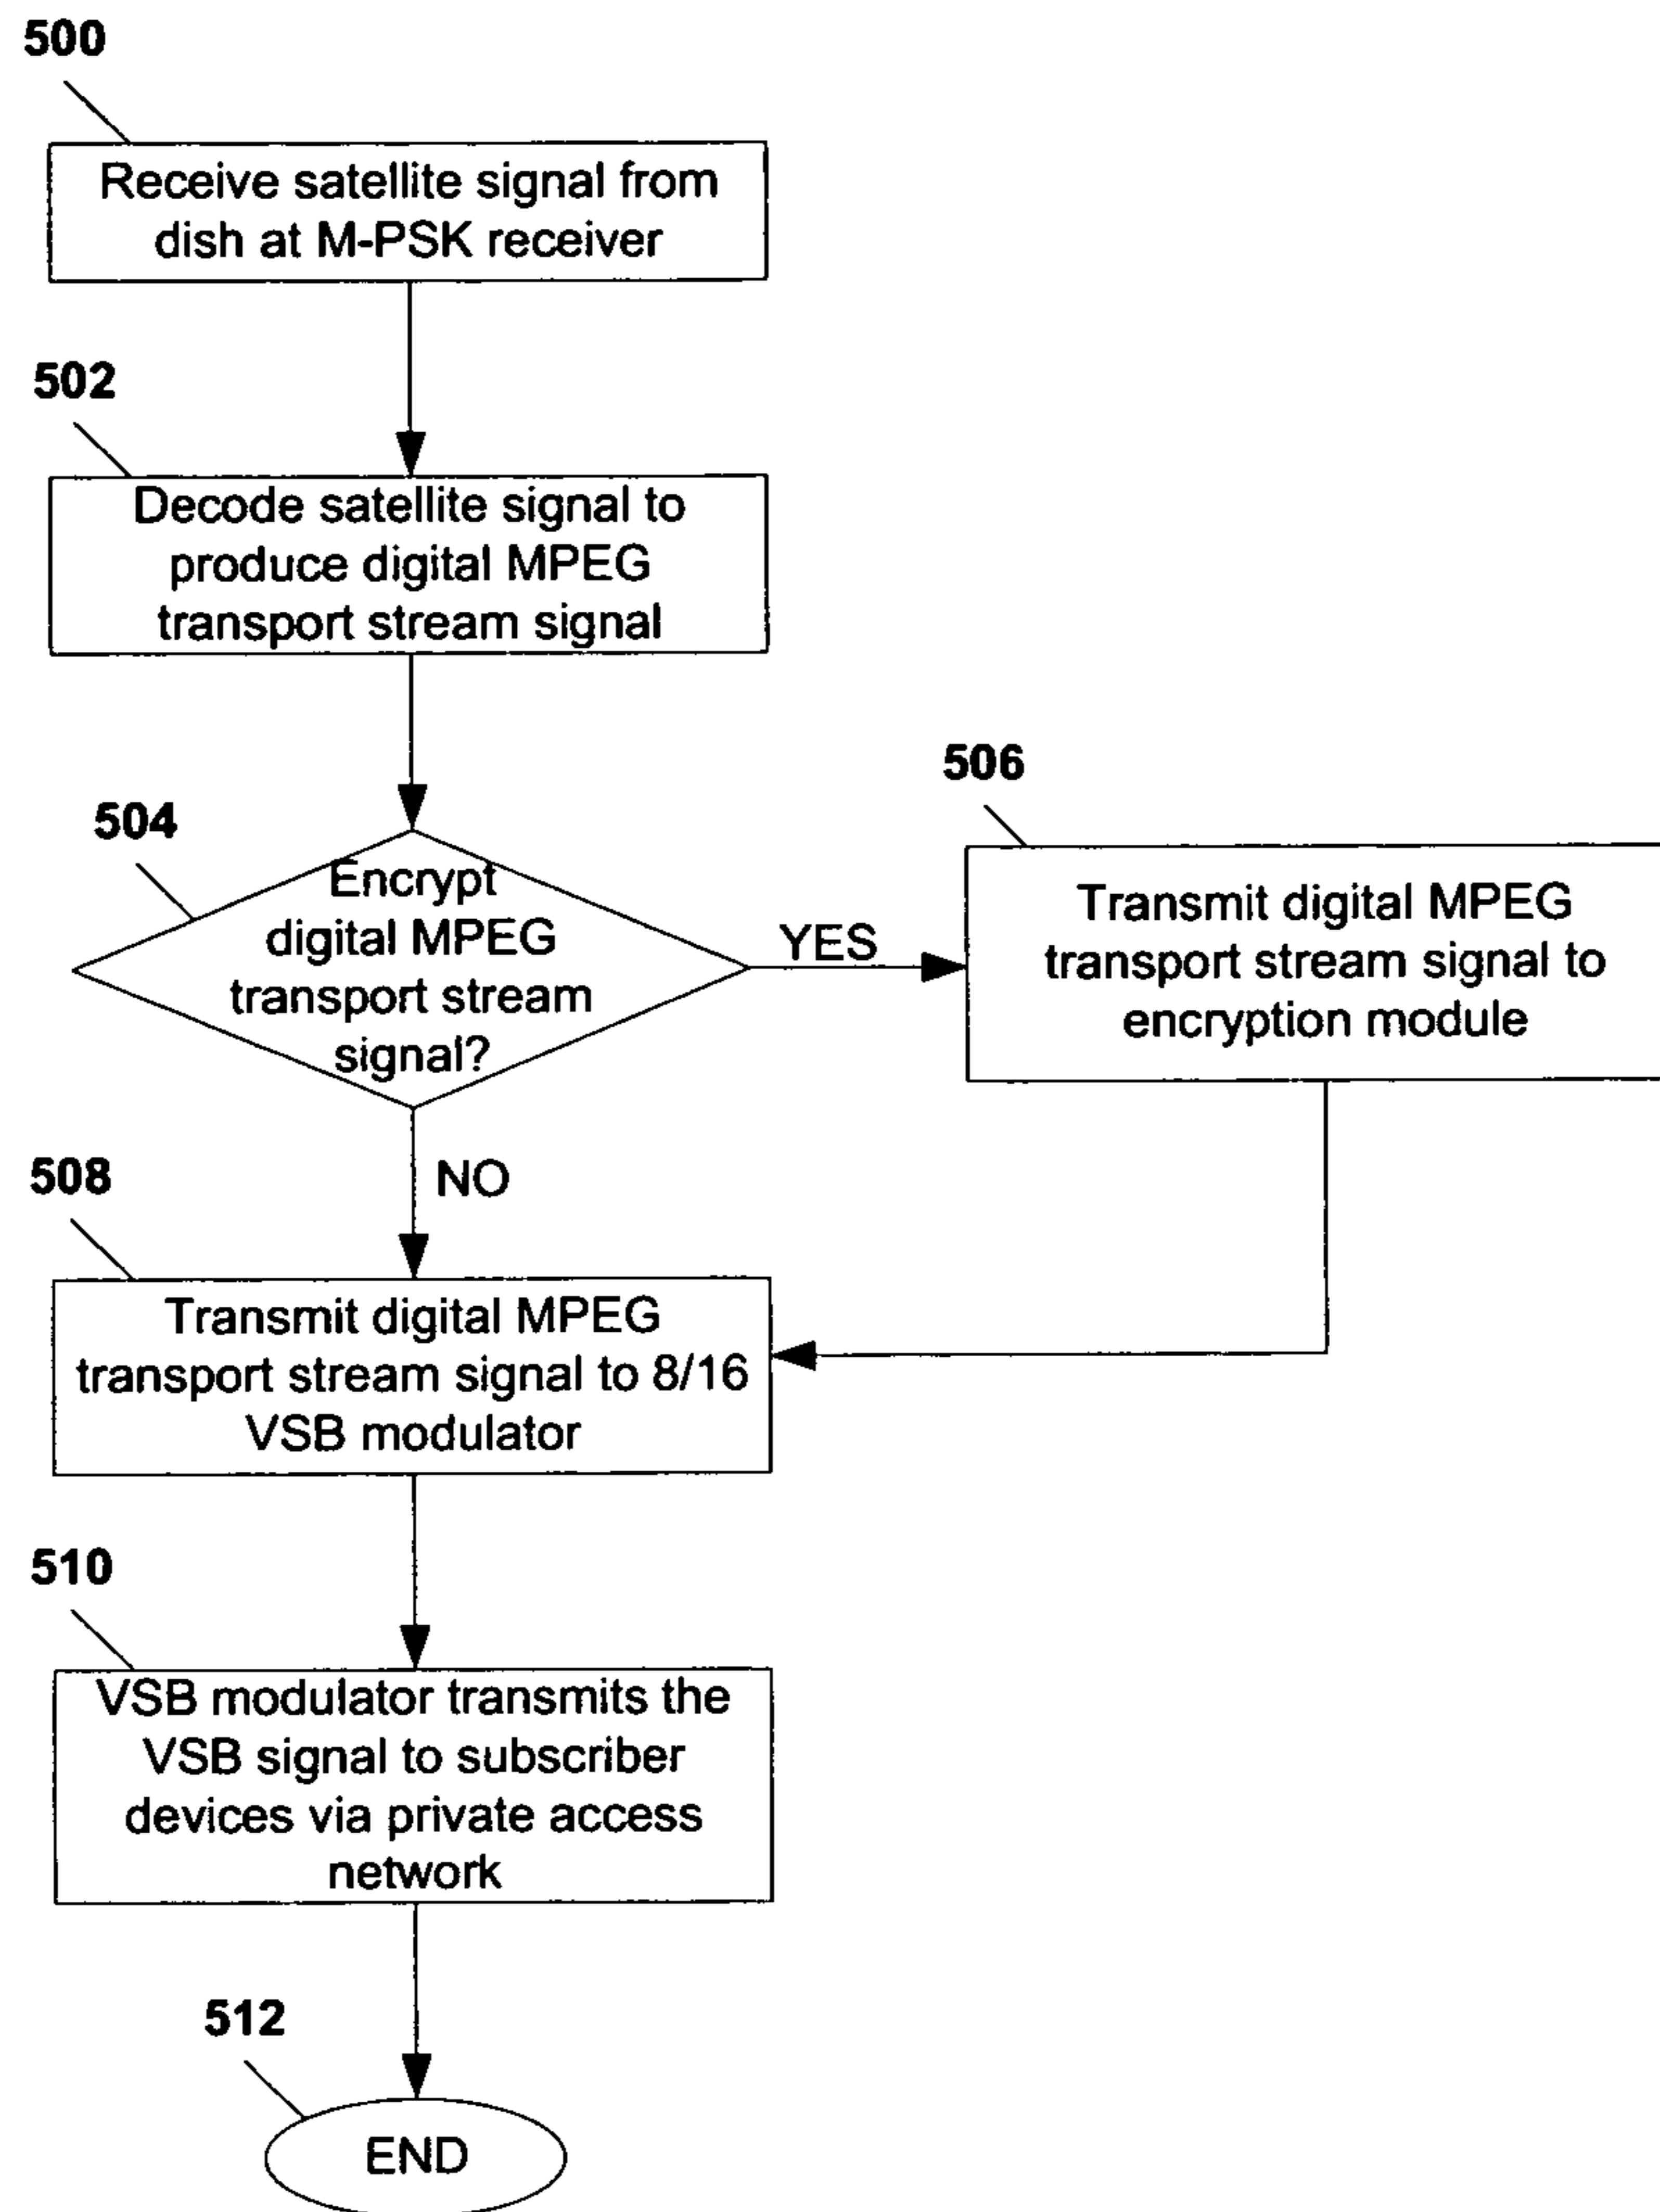 500
Receive satellite signal from
dish at M-PSK receiver
502
Decode satellite signal to
produce digital MPEG
transport stream signal
504
Encrypt
digital MPEG
transport stream
signal?
YES
506
Transmit digital MPEG
transport stream signal to
encryption module
NO
508
Transmit digital MPEG
transport stream signal to 8/16
VSB modulator
510
VSB modulator transmits the
VSB signal to subscriber
devices via private access
network
512
END